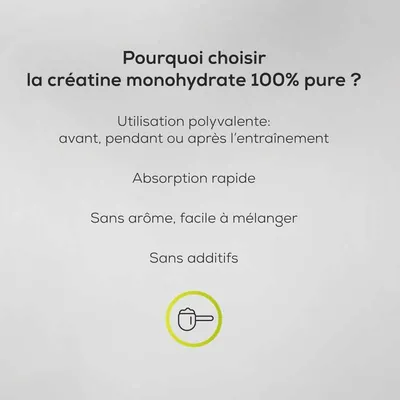 Pourquoi choisir
la créatine monohydrate 100% pure ?
Utilisation polyvalente:
avant, pendant ou après l'entraînement
Absorption rapide
Sans arôme, facile à mélanger
Sans additifs